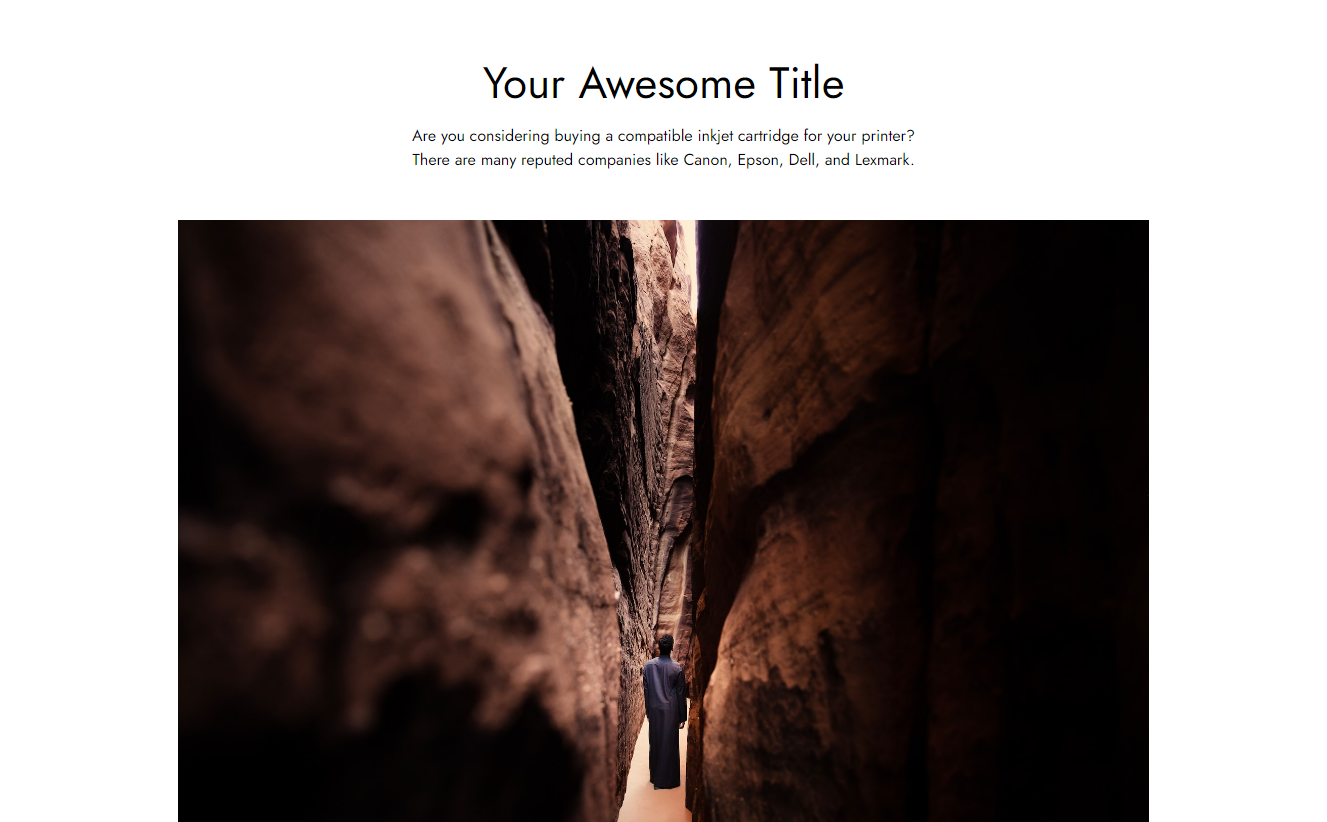 Your Awesome Title
Are you considering buying a compatible inkjet cartridge for your printer?
There are many reputed companies like Canon, Epson, Dell, and Lexmark.